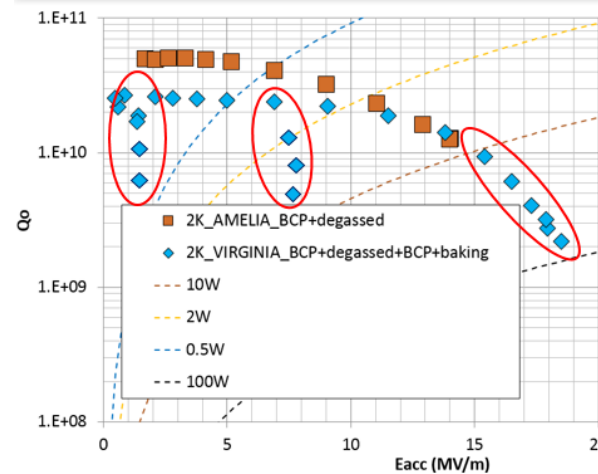 1.E+11
1.E+10
1.E+09
1.E+08
Qo
2K_AMELIA_BCP+degassed
2K_VIRGINIA_BCP+degassed+BCP+baking
10W
2W
0.5W
100W
0 5 10 15 20
Eacc (MV/m)